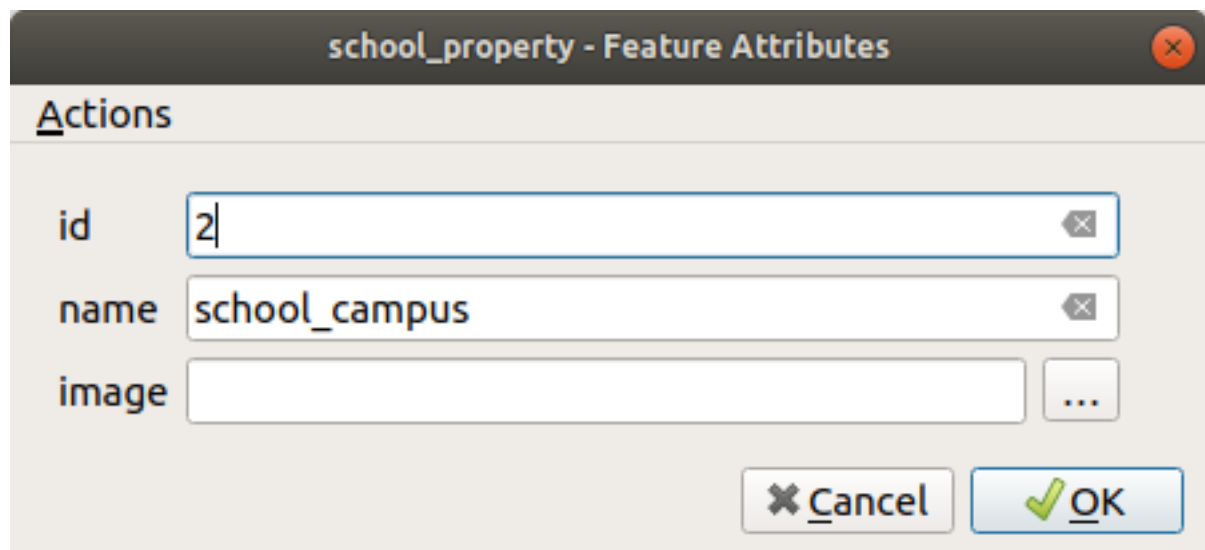 school_property - Feature Attributes
Actions
id 2
name school_campus
image ...
Cancel OK